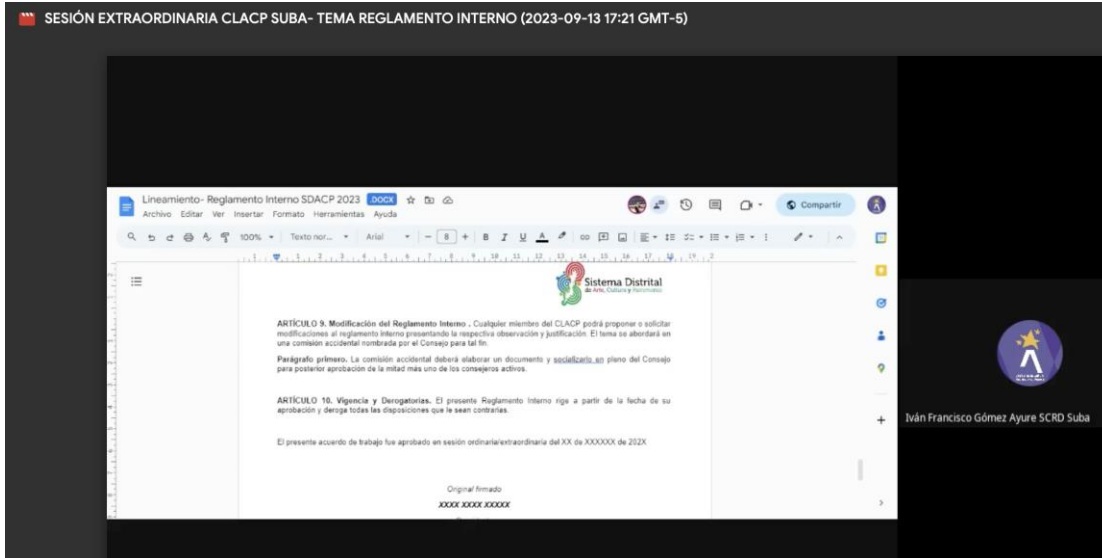 SESIÓN EXTRAORDINARIA CLACP SUBA- TEMA REGLAMENTO INTERNO (2023-09-13 17:21 GMT-5)
Lineamiento- Reglamento Interno SDACP 2023 .DOCX
Archivo Editar Ver Insertar Formato Herramientas Ayuda
Compartir
100% Texto nor... Arial 8 B I U A
Sistema Distrital
de Arte, Cultura y Patrimonio
ARTÍCULO 9. Modificación del Reglamento Interno . Cualquier miembro del CLACP podrá proponer o solicitar
modificaciones al reglamento interno presentando la respectiva observación y justificación. El tema se abordará en
una comisión accidental nombrada por el Consejo para tal fin.
Parágrafo primero. La comisión accidental deberá elaborar un documento y socializarlo en pleno del Consejo
para posterior aprobación de la mitad más uno de los consejeros activos.
ARTÍCULO 10. Vigencia y Derogatorias. El presente Reglamento Interno rige a partir de la fecha de su
aprobación y deroga todas las disposiciones que le sean contrarias.
El presente acuerdo de trabajo fue aprobado en sesión ordinaria/extraordinaria del XX de XXXXXX de 202X
Original firmado
XXXX XXXX XXXXX
Iván Francisco Gómez Ayure SCRD Suba